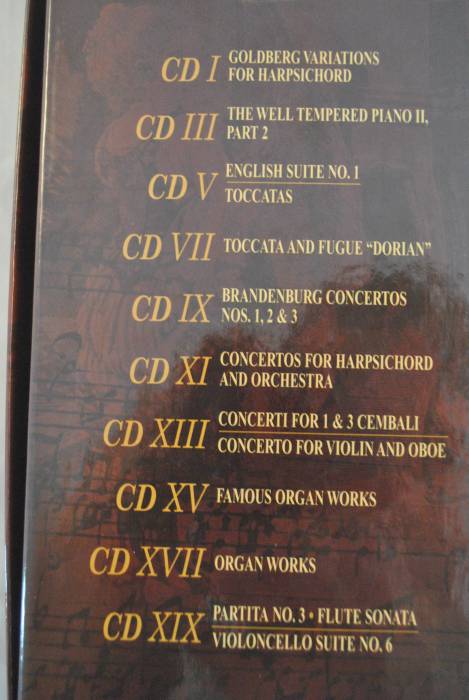 CD I GOLDBERG VARIATIONS
FOR HARPSICHORD
CD III THE WELL TEMPERED PIANO II,
PART 2
CD V ENGLISH SUITE NO. 1
TOCCATAS
CD VII TOCCATA AND FUGUE “DORIAN”
CD IX BRANDENBURG CONCERTOS
NOS. 1, 2 & 3
CD XI CONCERTOS FOR HARPSICHORD
AND ORCHESTRA
CD XIII CONCERTI FOR 1 & 3 CEMBALI
CONCERTO FOR VIOLIN AND OBOE
CD XV FAMOUS ORGAN WORKS
CD XVII ORGAN WORKS
CD XIX PARTITA NO. 3 • FLUTE SONATA
VIOLONCELLO SUITE NO. 6